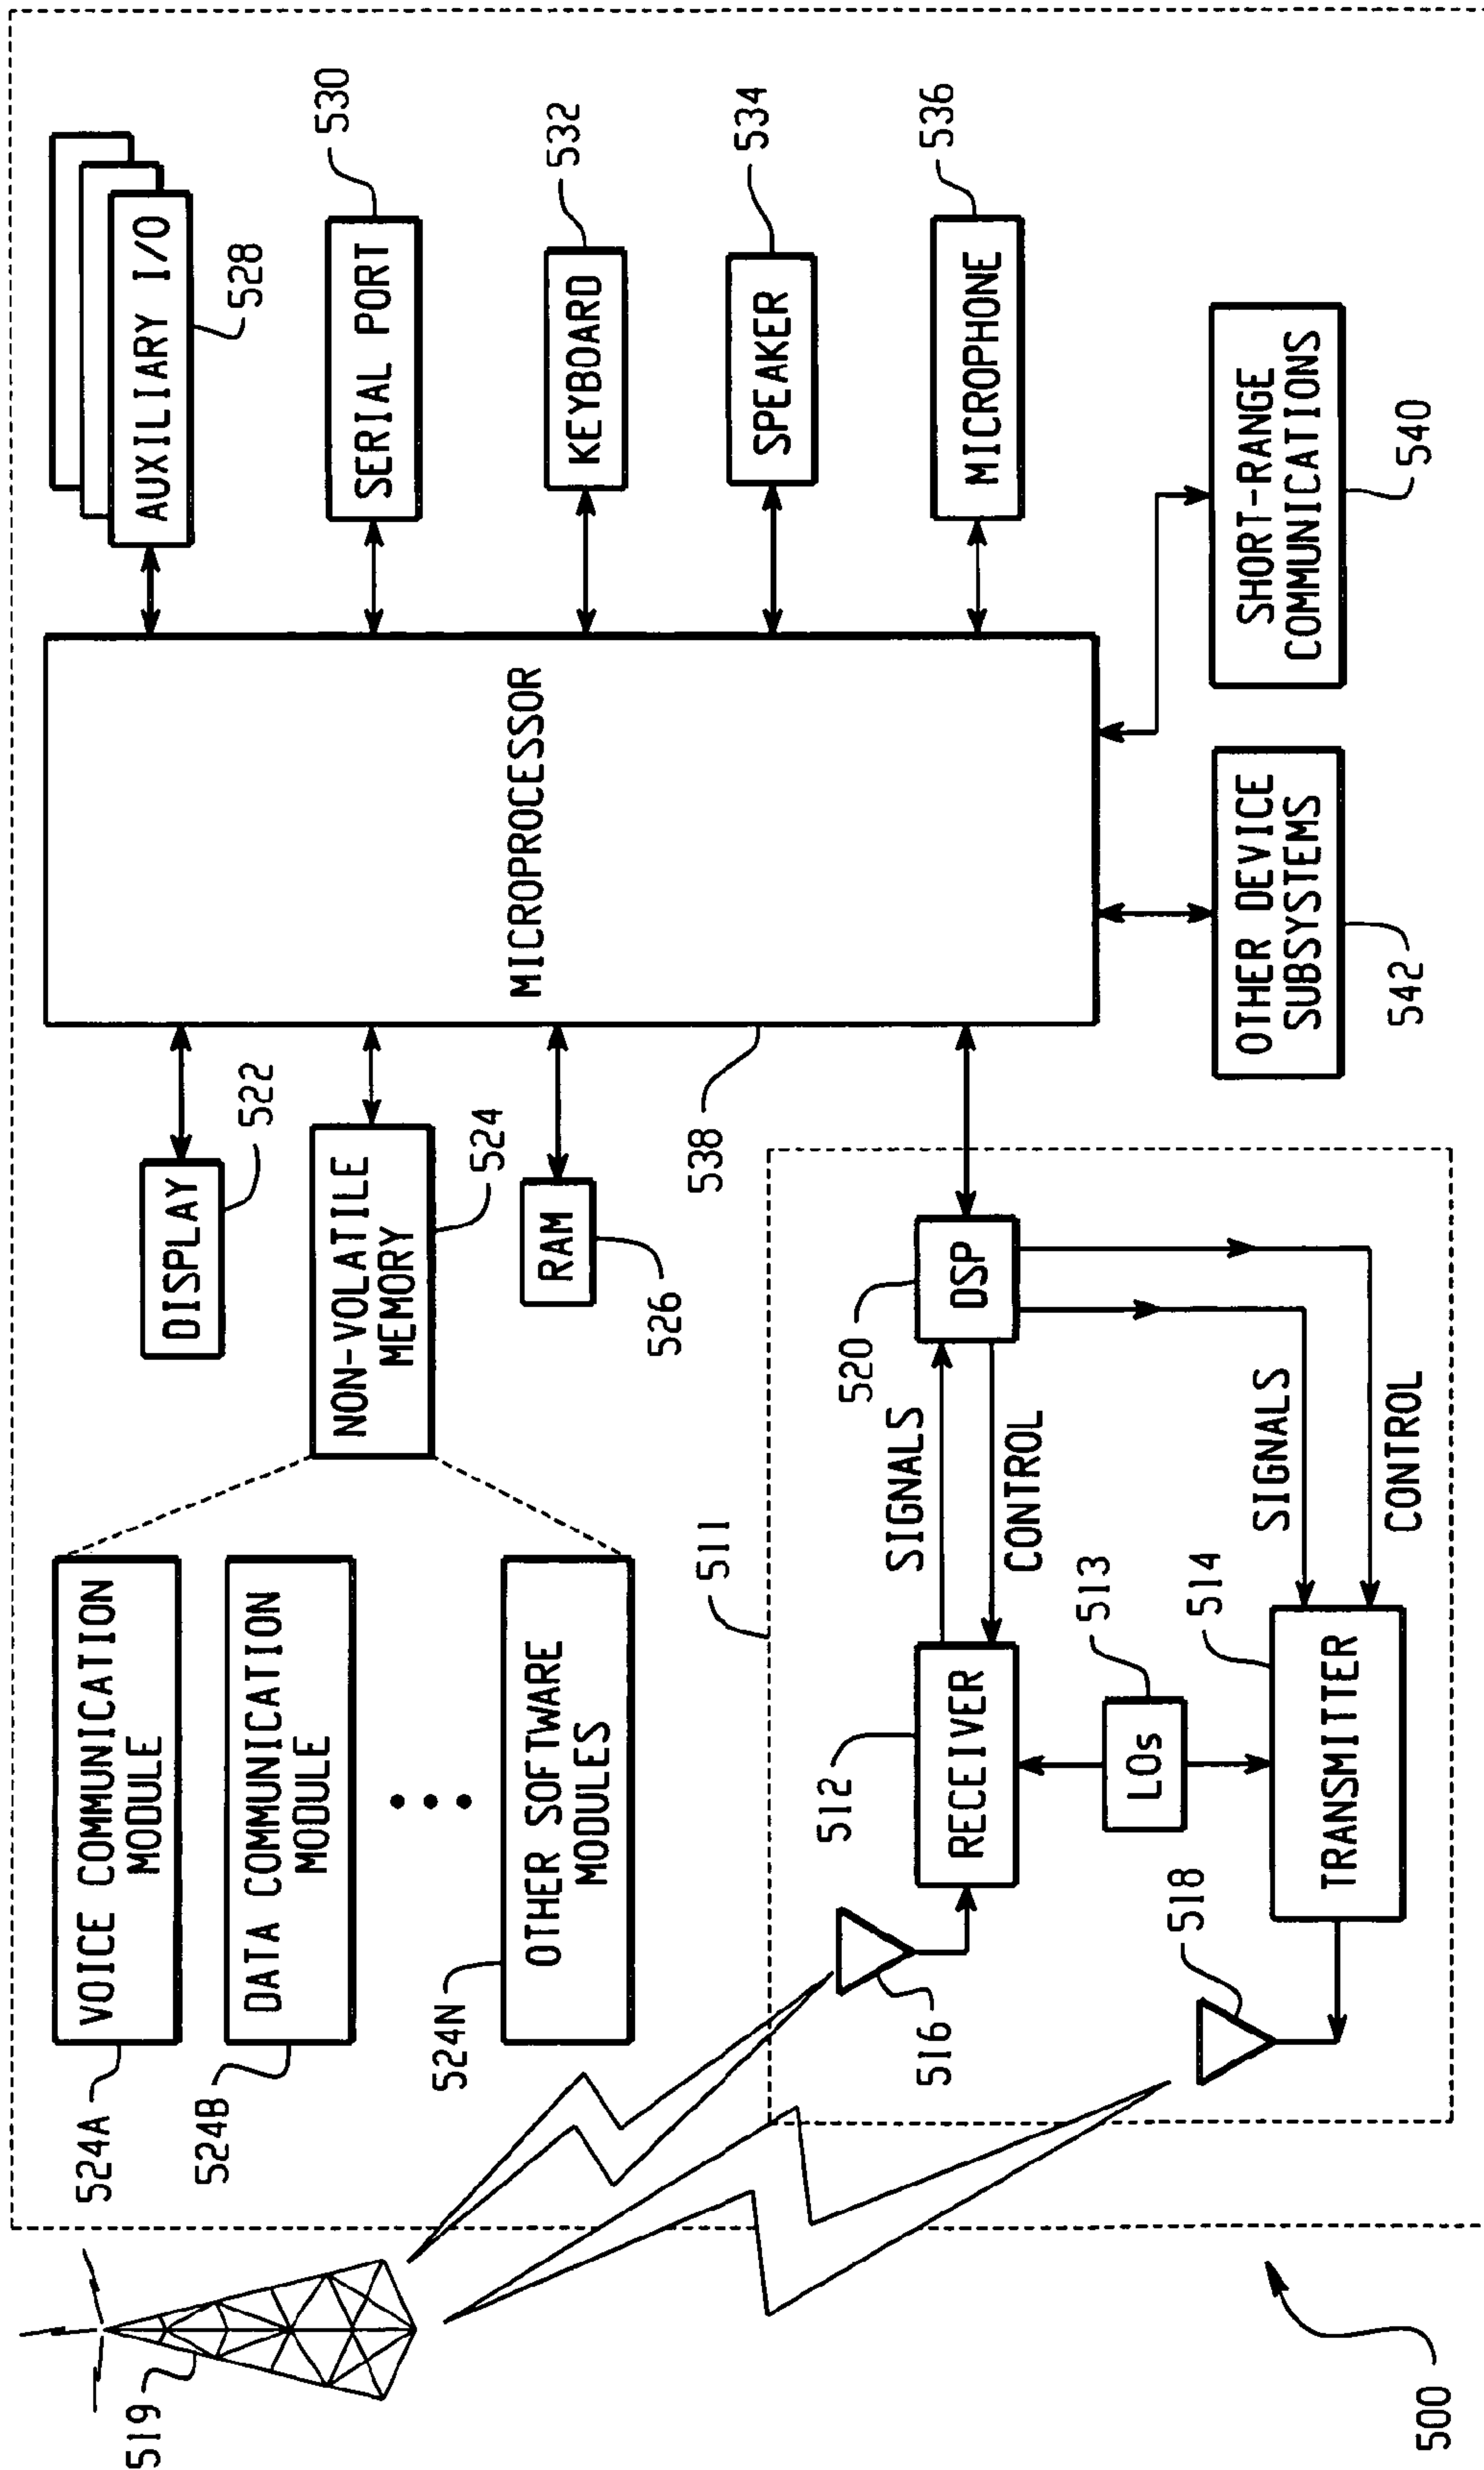 519
524A
VOICE COMMUNICATION
MODULE
524B
DATA COMMUNICATION
MODULE
524N
OTHER SOFTWARE
MODULES
DISPLAY
522
NON-VOLATILE
MEMORY
524
RAM
526
538
MICROPROCESSOR
AUXILIARY I/O
528
SERIAL PORT
530
KEYBOARD
532
SPEAKER
534
MICROPHONE
536
511
516
512
RECEIVER
SIGNALS
CONTROL
520
DSP
513
LOs
518
514
TRANSMITTER
SIGNALS
CONTROL
OTHER DEVICE
SUBSYSTEMS
542
SHORT-RANGE
COMMUNICATIONS
540
500